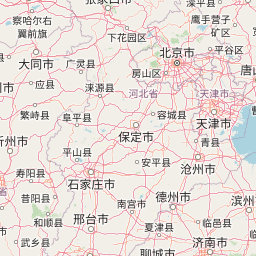 张家口市
察哈尔右
翼前旗
鹰手营子
矿区
下花园区
北京市
平谷区
大同市
广灵县
房山区
唐山
河北省
应县
涞源县
天津市
繁峙县
阜平县
容城县
保定市
天津市
忻州市
平山县
安平县
青县
寿阳县
石家庄市
沧州市
昔阳县
德州市
滨州
和顺县
邢台市
南宫市
夏津县
临邑县
武乡县
聊城市
济南市